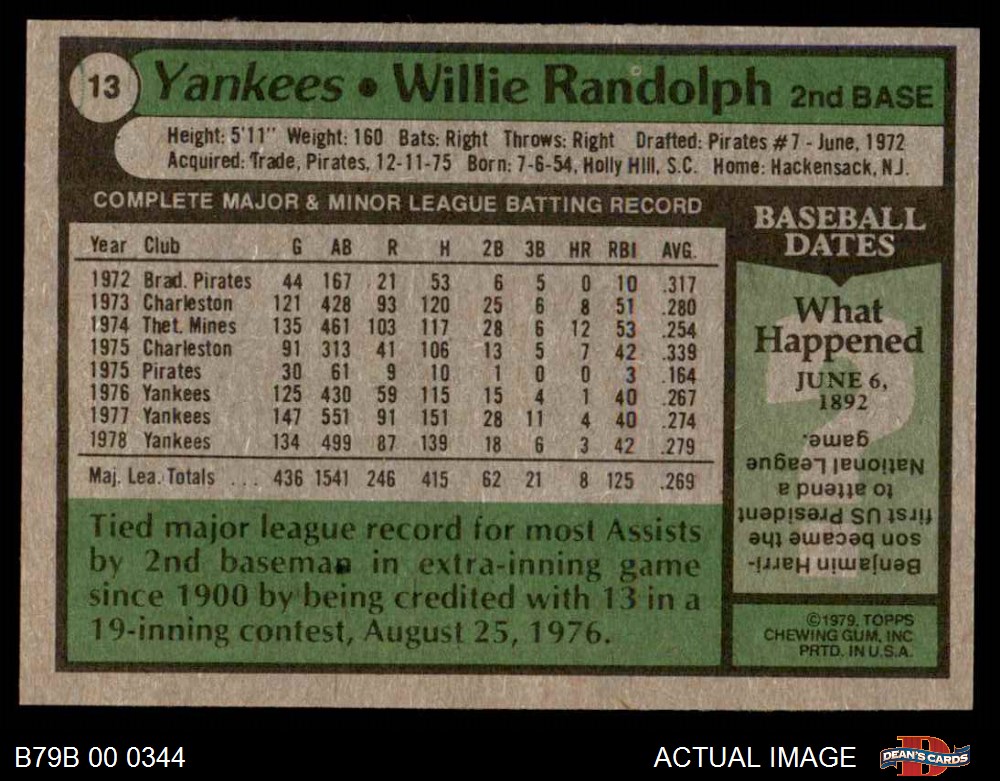 13
Yankees • Willie Randolph 2nd BASE
Height: 5'11" Weight: 160 Bats: Right Throws: Right Drafted: Pirates #7 - June, 1972
Acquired: Trade, Pirates, 12-11-75 Born: 7-6-54, Holly Hill, S.C. Home: Hackensack, N.J.
COMPLETE MAJOR & MINOR LEAGUE BATTING RECORD
Year Club G AB R H 2B 3B HR RBI AVG.
1972 Brad. Pirates 44 167 21 53 6 5 0 10 .317
1973 Charleston 121 428 93 120 25 6 8 51 .280
1974 Thet. Mines 135 461 103 117 28 6 12 53 .254
1975 Charleston 91 313 41 106 13 5 7 42 .339
1975 Pirates 30 61 9 10 1 0 0 3 .164
1976 Yankees 125 430 59 115 15 4 1 40 .267
1977 Yankees 147 551 91 151 28 11 4 40 .274
1978 Yankees 134 499 87 139 18 6 3 42 .279
Maj. Lea. Totals ... 436 1541 246 415 62 21 8 125 .269
Tied major league record for most Assists
by 2nd baseman in extra-inning game
since 1900 by being credited with 13 in a
19-inning contest, August 25, 1976.
BASEBALL
DATES
What
Happened
JUNE 6,
1892
Benjamin Harri-
son became the
first US President
to attend a
National League
game.
©1979, TOPPS
CHEWING GUM, INC
PRTD. IN U.S.A.
B79B 00 0344
ACTUAL IMAGE
DEAN'S CARDS